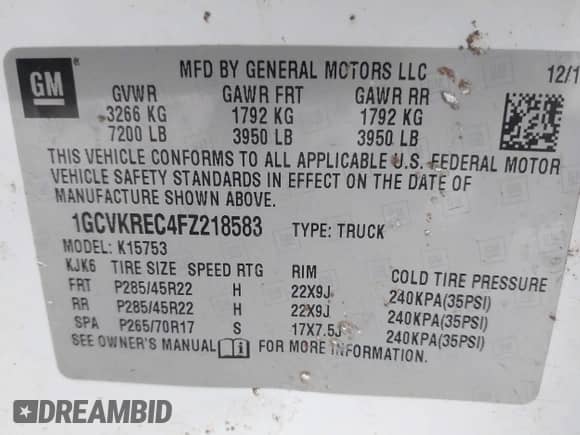 GM ®
MFD BY GENERAL MOTORS LLC 12/1
GVWR GAWR FRT GAWR RR
3266 KG 1792 KG 1792 KG
7200 LB 3950 LB 3950 LB
THIS VEHICLE CONFORMS TO ALL APPLICABLE U.S. FEDERAL MOTOR
VEHICLE SAFETY STANDARDS IN EFFECT ON THE DATE OF
MANUFACTURE SHOWN ABOVE.
1GCVKREC4FZ218583 TYPE: TRUCK
MODEL: K15753
KJK6 TIRE SIZE SPEED RTG RIM COLD TIRE PRESSURE
FRT P285/45R22 H 22X9J 240KPA(35PSI)
RR P285/45R22 H 22X9J 240KPA(35PSI)
SPA P265/70R17 S 17X7.5J 240KPA(35PSI)
SEE OWNER'S MANUAL FOR MORE INFORMATION.
DREAMBID